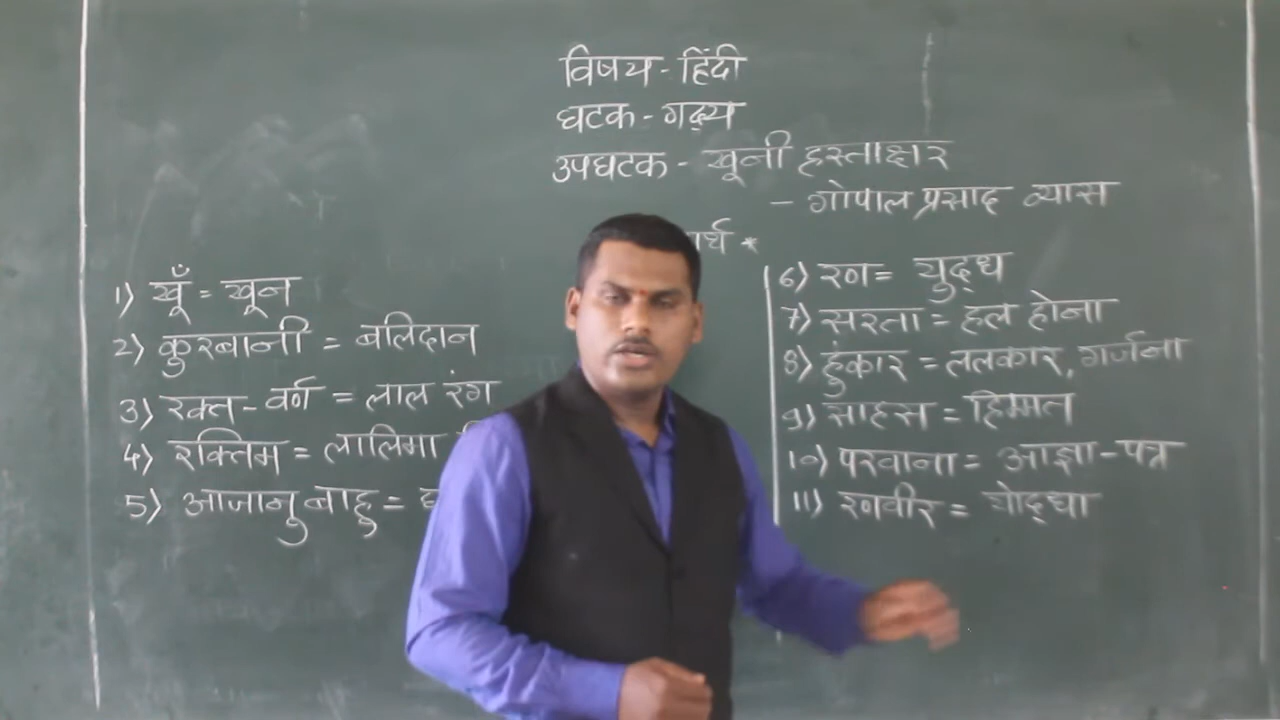 विषय - हिंदी
घटक - गद्य
उपघटक - खूनी हस्ताक्षर
- गोपाल प्रसाद व्यास
*
1) खूँ = खून
2) कुरबानी = बलिदान
3) रक्त - वर्ण = लाल रंग
4) रक्तिम = लालिमा
5) आजानुबाहु =
6) रण = युद्ध
7) सरता = हल होना
8) हुंकार = ललकार, गर्जना
9) साहस = हिम्मत
10) परवाना = आज्ञा - पत्र
11) रणवीर = योद्धा